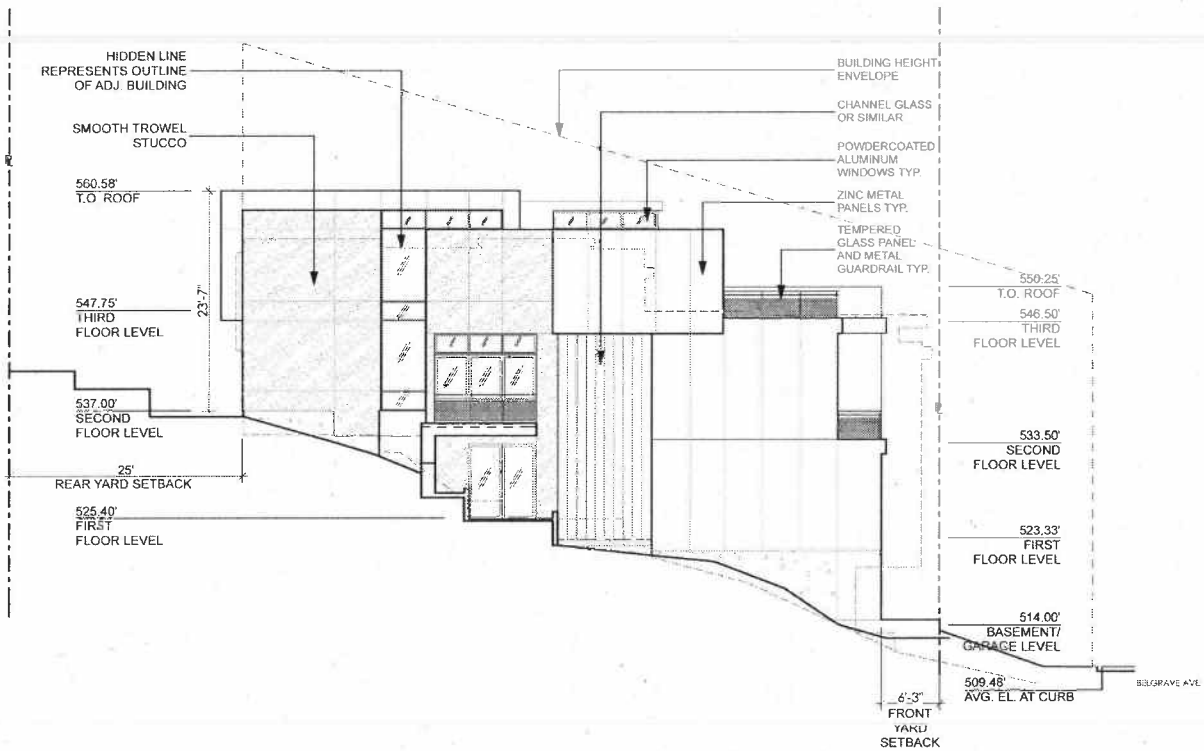 HIDDEN LINE
REPRESENTS OUTLINE
OF ADJ. BUILDING
SMOOTH TROWEL
STUCCO
560.58'
T.O. ROOF
23'-7"
547.75'
THIRD
FLOOR LEVEL
537.00'
SECOND
FLOOR LEVEL
25'
REAR YARD SETBACK
525.40'
FIRST
FLOOR LEVEL
BUILDING HEIGHT
ENVELOPE
CHANNEL GLASS
OR SIMILAR
POWDERCOATED
ALUMINUM
WINDOWS TYP.
ZINC METAL
PANELS TYP.
TEMPERED
GLASS PANEL
AND METAL
GUARDRAIL TYP.
550.25'
T.O. ROOF
546.50'
THIRD
FLOOR LEVEL
533.50'
SECOND
FLOOR LEVEL
523.33'
FIRST
FLOOR LEVEL
514.00'
BASEMENT/
GARAGE LEVEL
509.48'
AVG. EL. AT CURB
BELGRAVE AVE
6'-3"
FRONT
YARD
SETBACK